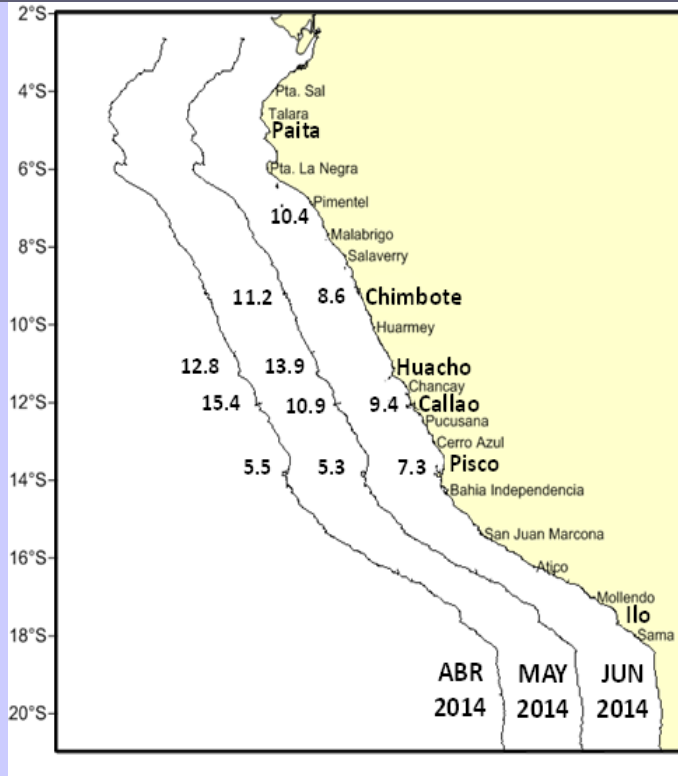 2°S
4°S
Pta. Sal
Talara
Paita
6°S
Pta. La Negra
Pimentel
10.4
Malabrigo
8°S
Salaverry
11.2 8.6 Chimbote
10°S
Huarmey
12.8 13.9 Huacho
Chancay
12°S
15.4 10.9 9.4 Callao
Pucusana
Cerro Azul
5.5 5.3 7.3 Pisco
14°S
Bahia Independencia
San Juan Marcona
16°S
Atico
Mollendo
Ilo
18°S
Sama
ABR MAY JUN
2014 2014 2014
20°S